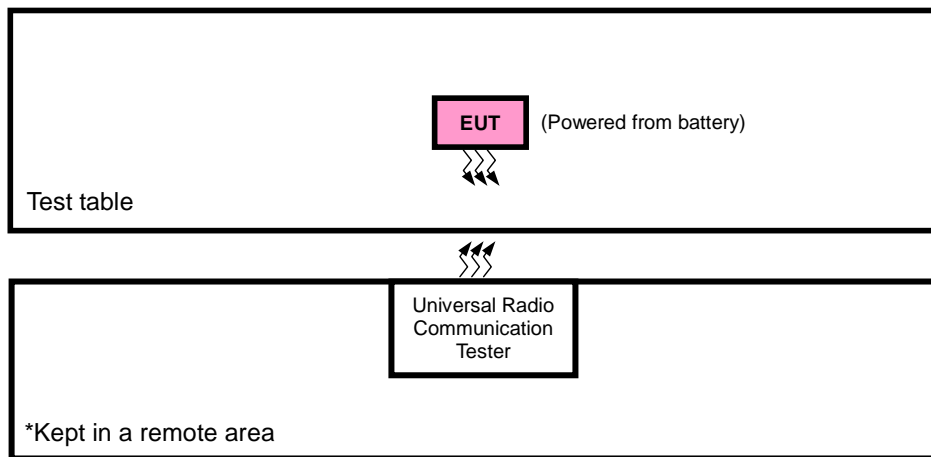 EUT
(Powered from battery)
Test table
Universal Radio
Communication
Tester
*Kept in a remote area